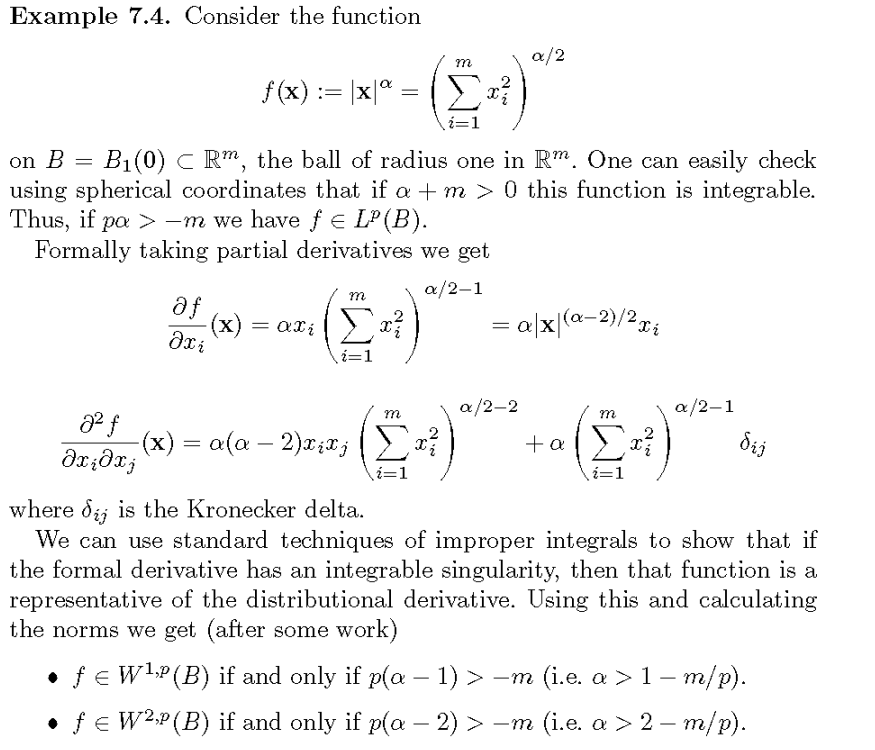 Example 7.4. Consider the function
f(x) := |x|^α = (∑_{i=1}^{m} x_i^2)^{α/2}
on B = B_1(0) ⊂ ℝ^m, the ball of radius one in ℝ^m. One can easily check
using spherical coordinates that if α + m > 0 this function is integrable.
Thus, if pα > −m we have f ∈ L^p(B).
Formally taking partial derivatives we get
∂f/∂x_i (x) = αx_i (∑_{i=1}^{m} x_i^2)^{α/2−1} = α|x|^{(α−2)/2} x_i
∂²f/∂x_i∂x_j (x) = α(α − 2)x_i x_j (∑_{i=1}^{m} x_i^2)^{α/2−2} + α (∑_{i=1}^{m} x_i^2)^{α/2−1} δ_{ij}
where δ_{ij} is the Kronecker delta.
We can use standard techniques of improper integrals to show that if
the formal derivative has an integrable singularity, then that function is a
representative of the distributional derivative. Using this and calculating
the norms we get (after some work)
• f ∈ W^{1,p}(B) if and only if p(α − 1) > −m (i.e. α > 1 − m/p).
• f ∈ W^{2,p}(B) if and only if p(α − 2) > −m (i.e. α > 2 − m/p).